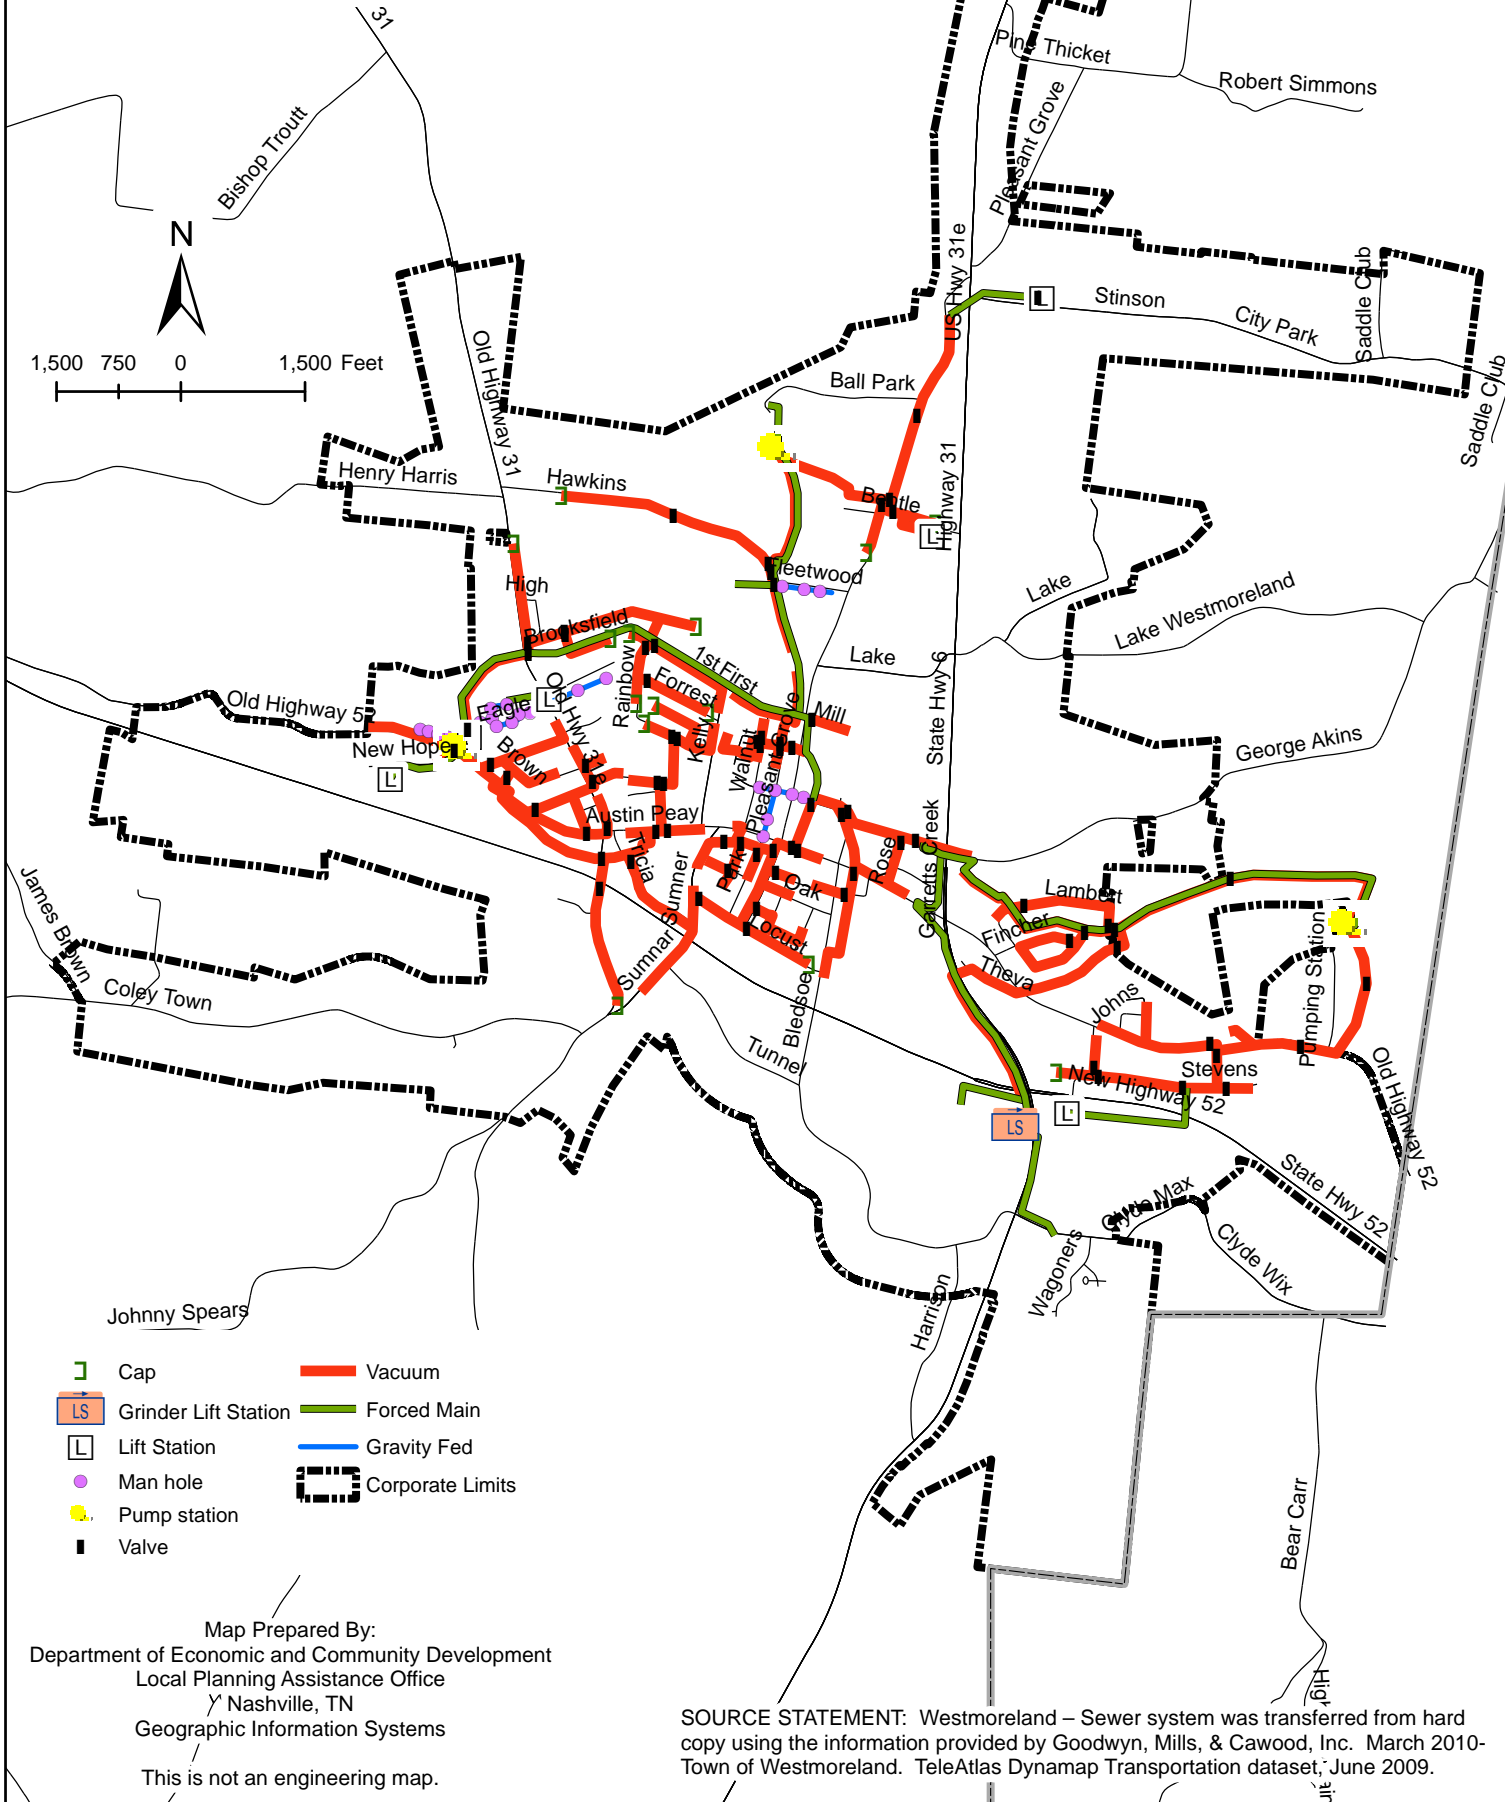 31
Pine Thicket
Robert Simmons
Pleasant Grove
Bishop Troutt
N
US Hwy 31e
Saddle Club
Stinson
City Park
1,500 750 0 1,500 Feet
Old Highway 31
Ball Park
Saddle Club
Henry Harris
Hawkins
Bentle
Highway 31
Fleetwood
High
Lake
Lake Westmoreland
Brooksfield
1st First
Lake
Rainbow
Forrest
Old Highway 5
Eagle
Old Hwy 31e
Kelly
Mill
State Hwy 6
New Hope
Brown
Walnut
Pleasant Grove
George Akins
L
L
L
L
L
L
Austin Peay
Tricia
Sumner
Park
Oak
Rose
Garretts Creek
Lambert
Fincher
Locust
James Brown
Coley Town
Sumnar
Theva
Johns
Pumping Station
Bledsoe
Tunnel
Stevens
New Highway 52
Old Highway 52
LS
State Hwy 52
Clyde Max
Clyde Wix
Wagoners
Harrison
Johnny Spears
Cap
Vacuum
LS Grinder Lift Station
Forced Main
L Lift Station
Gravity Fed
Man hole
Corporate Limits
Pump station
Valve
Bear Carr
Map Prepared By:
Department of Economic and Community Development
Local Planning Assistance Office
Nashville, TN
Geographic Information Systems
This is not an engineering map.
SOURCE STATEMENT: Westmoreland – Sewer system was transferred from hard
copy using the information provided by Goodwyn, Mills, & Cawood, Inc. March 2010-
Town of Westmoreland. TeleAtlas Dynamap Transportation dataset, June 2009.